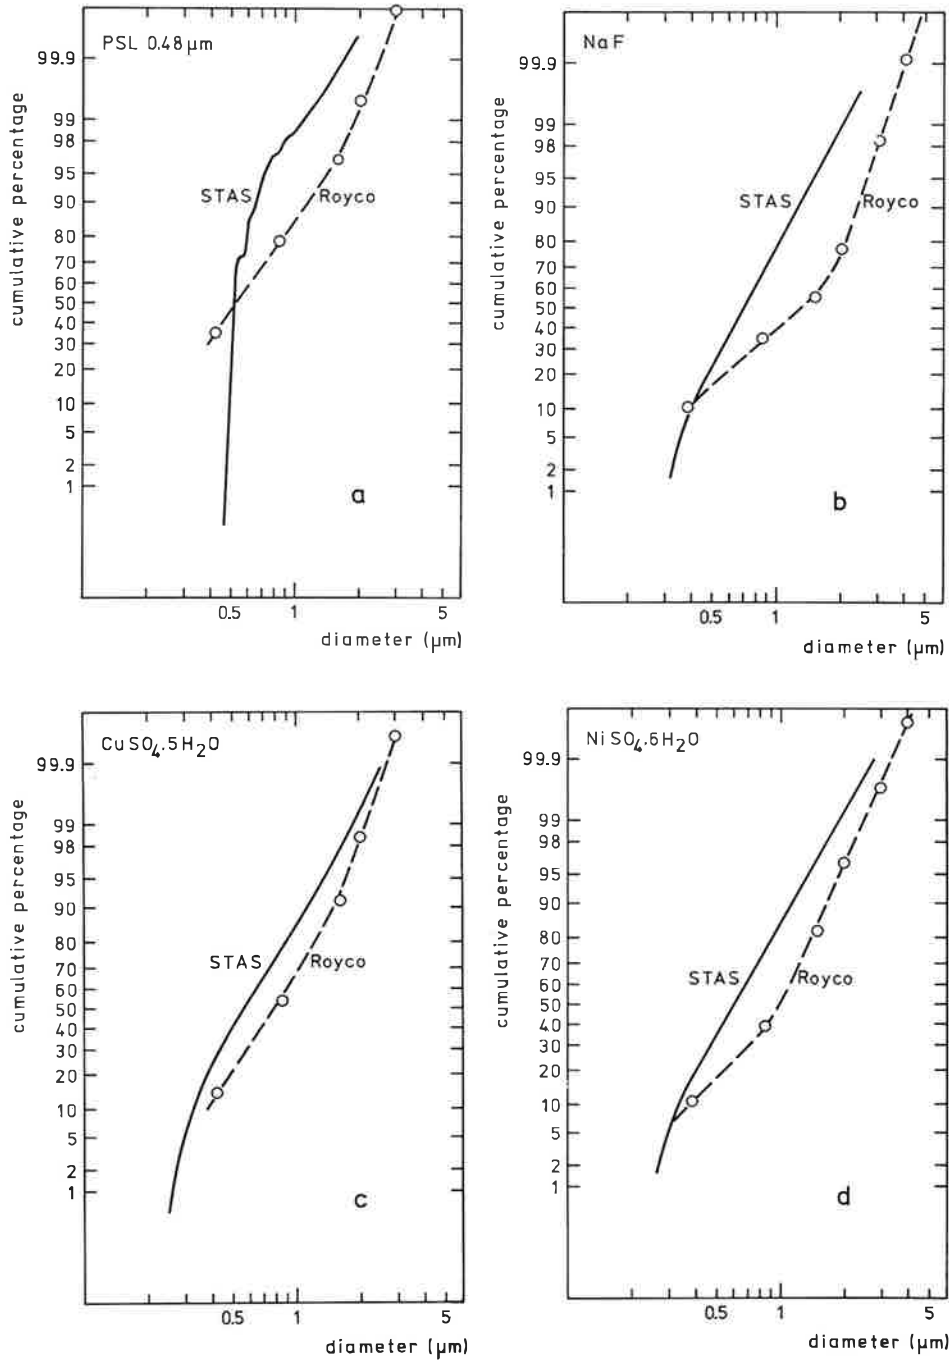 PSL 0.48 µm
cumulative percentage
99.9
99
98
95
90
80
70
60
50
40
30
20
10
5
2
1
STAS
Royco
a
0.5 1 5
diameter (µm)
NaF
cumulative percentage
99.9
99
98
95
90
80
70
60
50
40
30
20
10
5
2
1
STAS
Royco
b
0.5 1 5
diameter (µm)
CuSO4.5H2O
cumulative percentage
99.9
99
98
95
90
80
70
60
50
40
30
20
10
5
2
1
STAS
Royco
c
0.5 1 5
diameter (µm)
NiSO4.6H2O
cumulative percentage
99.9
99
98
95
90
80
70
60
50
40
30
20
10
5
2
1
STAS
Royco
d
0.5 1 5
diameter (µm)